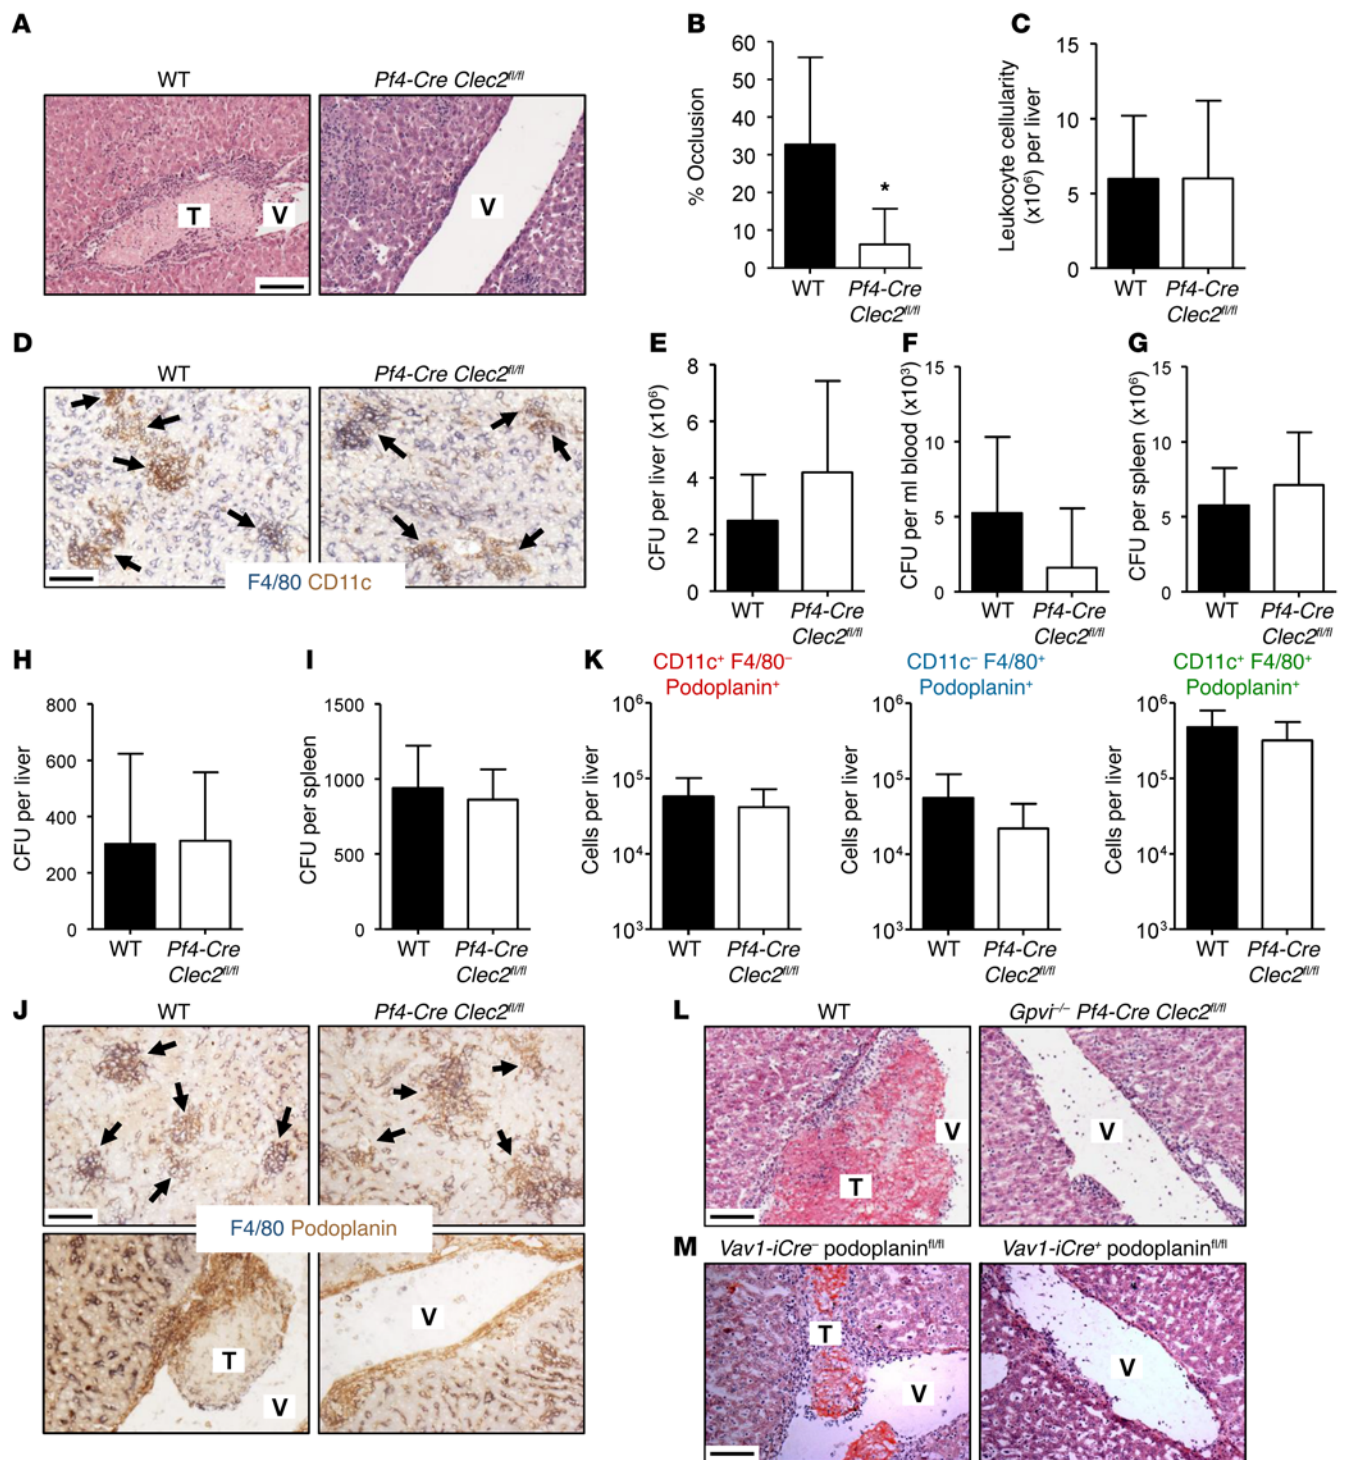 A
WT
Pf4-Cre Clec2fl/fl
T
V
V
B
% Occlusion
60
50
40
30
20
10
0
*
WT
Pf4-Cre
Clec2fl/fl
C
Leukocyte cellularity
(x10⁶) per liver
15
10
5
0
WT
Pf4-Cre
Clec2fl/fl
D
WT
Pf4-Cre Clec2fl/fl
F4/80 CD11c
E
CFU per liver (x10⁶)
8
6
4
2
0
WT
Pf4-Cre
Clec2fl/fl
F
CFU per ml blood (x10³)
15
10
5
0
WT
Pf4-Cre
Clec2fl/fl
G
CFU per spleen (x10⁶)
15
10
5
0
WT
Pf4-Cre
Clec2fl/fl
H
CFU per liver
800
600
400
200
0
WT
Pf4-Cre
Clec2fl/fl
I
CFU per spleen
1500
1000
500
0
WT
Pf4-Cre
Clec2fl/fl
K
CD11c⁺ F4/80⁻
Podoplanin⁺
Cells per liver
10⁶
10⁵
10⁴
10³
WT
Pf4-Cre
Clec2fl/fl
CD11c⁻ F4/80⁺
Podoplanin⁺
Cells per liver
10⁶
10⁵
10⁴
10³
WT
Pf4-Cre
Clec2fl/fl
CD11c⁺ F4/80⁺
Podoplanin⁺
Cells per liver
10⁶
10⁵
10⁴
10³
WT
Pf4-Cre
Clec2fl/fl
J
WT
Pf4-Cre Clec2fl/fl
F4/80 Podoplanin
T
V
V
L
WT
Gpvi⁻/⁻ Pf4-Cre Clec2fl/fl
T
V
V
M
Vav1-iCre⁻ podoplaninfl/fl
Vav1-iCre⁺ podoplaninfl/fl
T
V
V